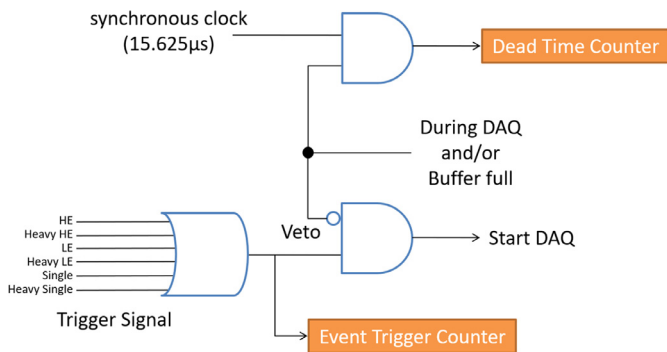 synchronous clock
(15.625µs)
Dead Time Counter
During DAQ
and/or
Buffer full
HE
Heavy HE
LE
Heavy LE
Single
Heavy Single
Veto
Start DAQ
Trigger Signal
Event Trigger Counter